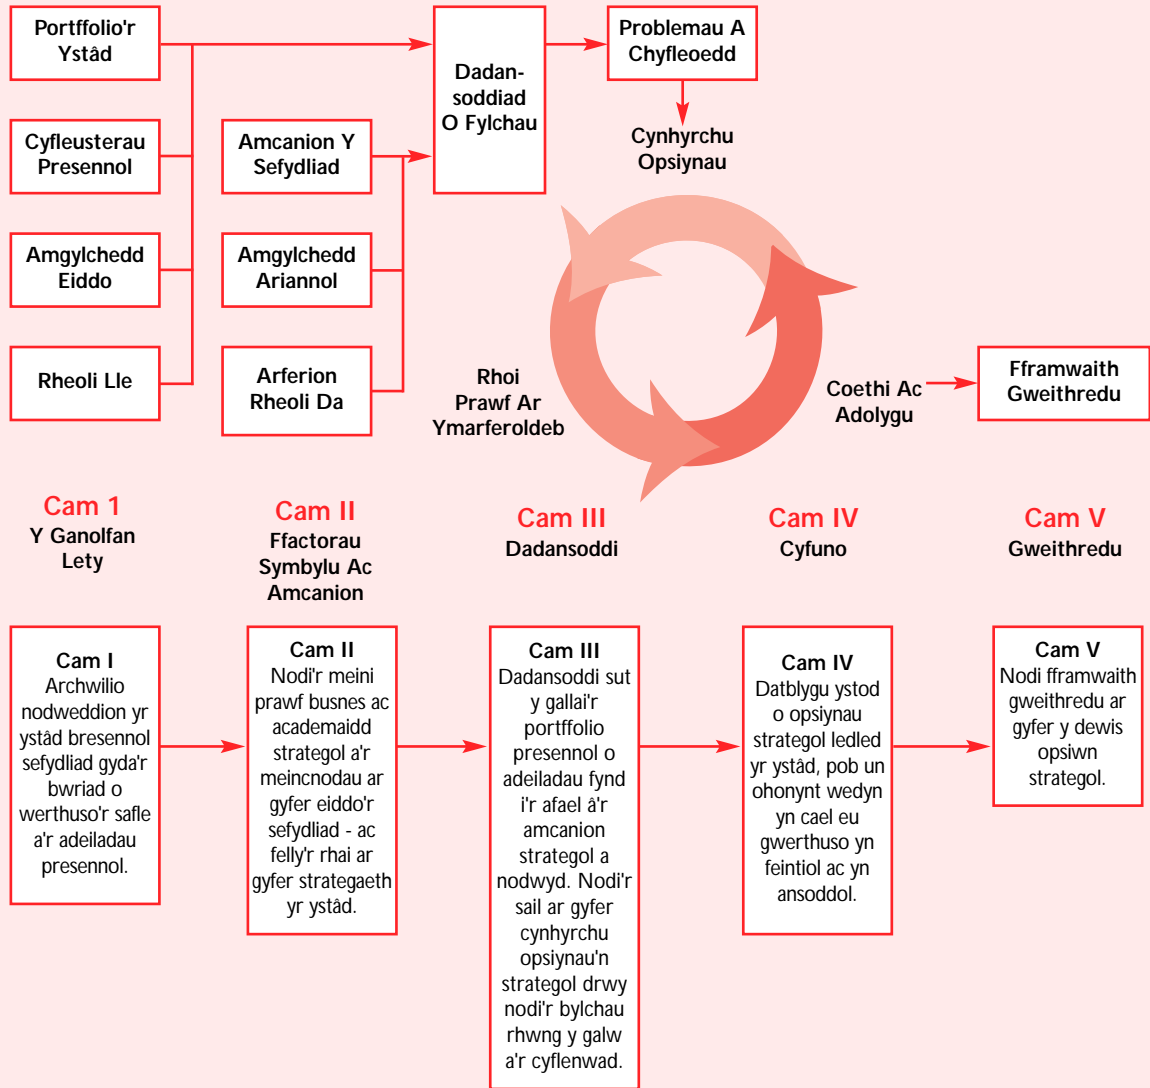 Portffolio'r
Ystâd
Cyfleusterau
Presennol
Amgylchedd
Eiddo
Rheoli Lle
Amcanion Y
Sefydliad
Amgylchedd
Ariannol
Arferion
Rheoli Da
Dadan-
soddiad
O Fylchau
Problemau A
Chyfleoedd
Cynhyrchu
Opsiynau
Rhoi
Prawf Ar
Ymarferoldeb
Coethi Ac
Adolygu
Fframwaith
Gweithredu
Cam 1
Y Ganolfan
Lety
Cam II
Ffactorau
Symbylu Ac
Amcanion
Cam III
Dadansoddi
Cam IV
Cyfuno
Cam V
Gweithredu
Cam I
Archwilio
nodweddion yr
ystâd bresennol
sefydliad gyda'r
bwriad o
werthuso'r safle
a'r adeiladau
presennol.
Cam II
Nodi'r meini
prawf busnes ac
academaidd
strategol a'r
meincnodau ar
gyfer eiddo'r
sefydliad - ac
felly'r rhai ar
gyfer strategaeth
yr ystâd.
Cam III
Dadansoddi sut
y gallai'r
portffolio
presennol o
adeiladau fynd
i'r afael â'r
amcanion
strategol a
nodwyd. Nodi'r
sail ar gyfer
cynhyrchu
opsiynau'n
strategol drwy
nodi'r bylchau
rhwng y galw
a'r cyflenwad.
Cam IV
Datblygu ystod
o opsiynau
strategol ledled
yr ystâd, pob un
ohonynt wedyn
yn cael eu
gwerthuso yn
feintiol ac yn
ansoddol.
Cam V
Nodi fframwaith
gweithredu ar
gyfer y dewis
opsiwn
strategol.